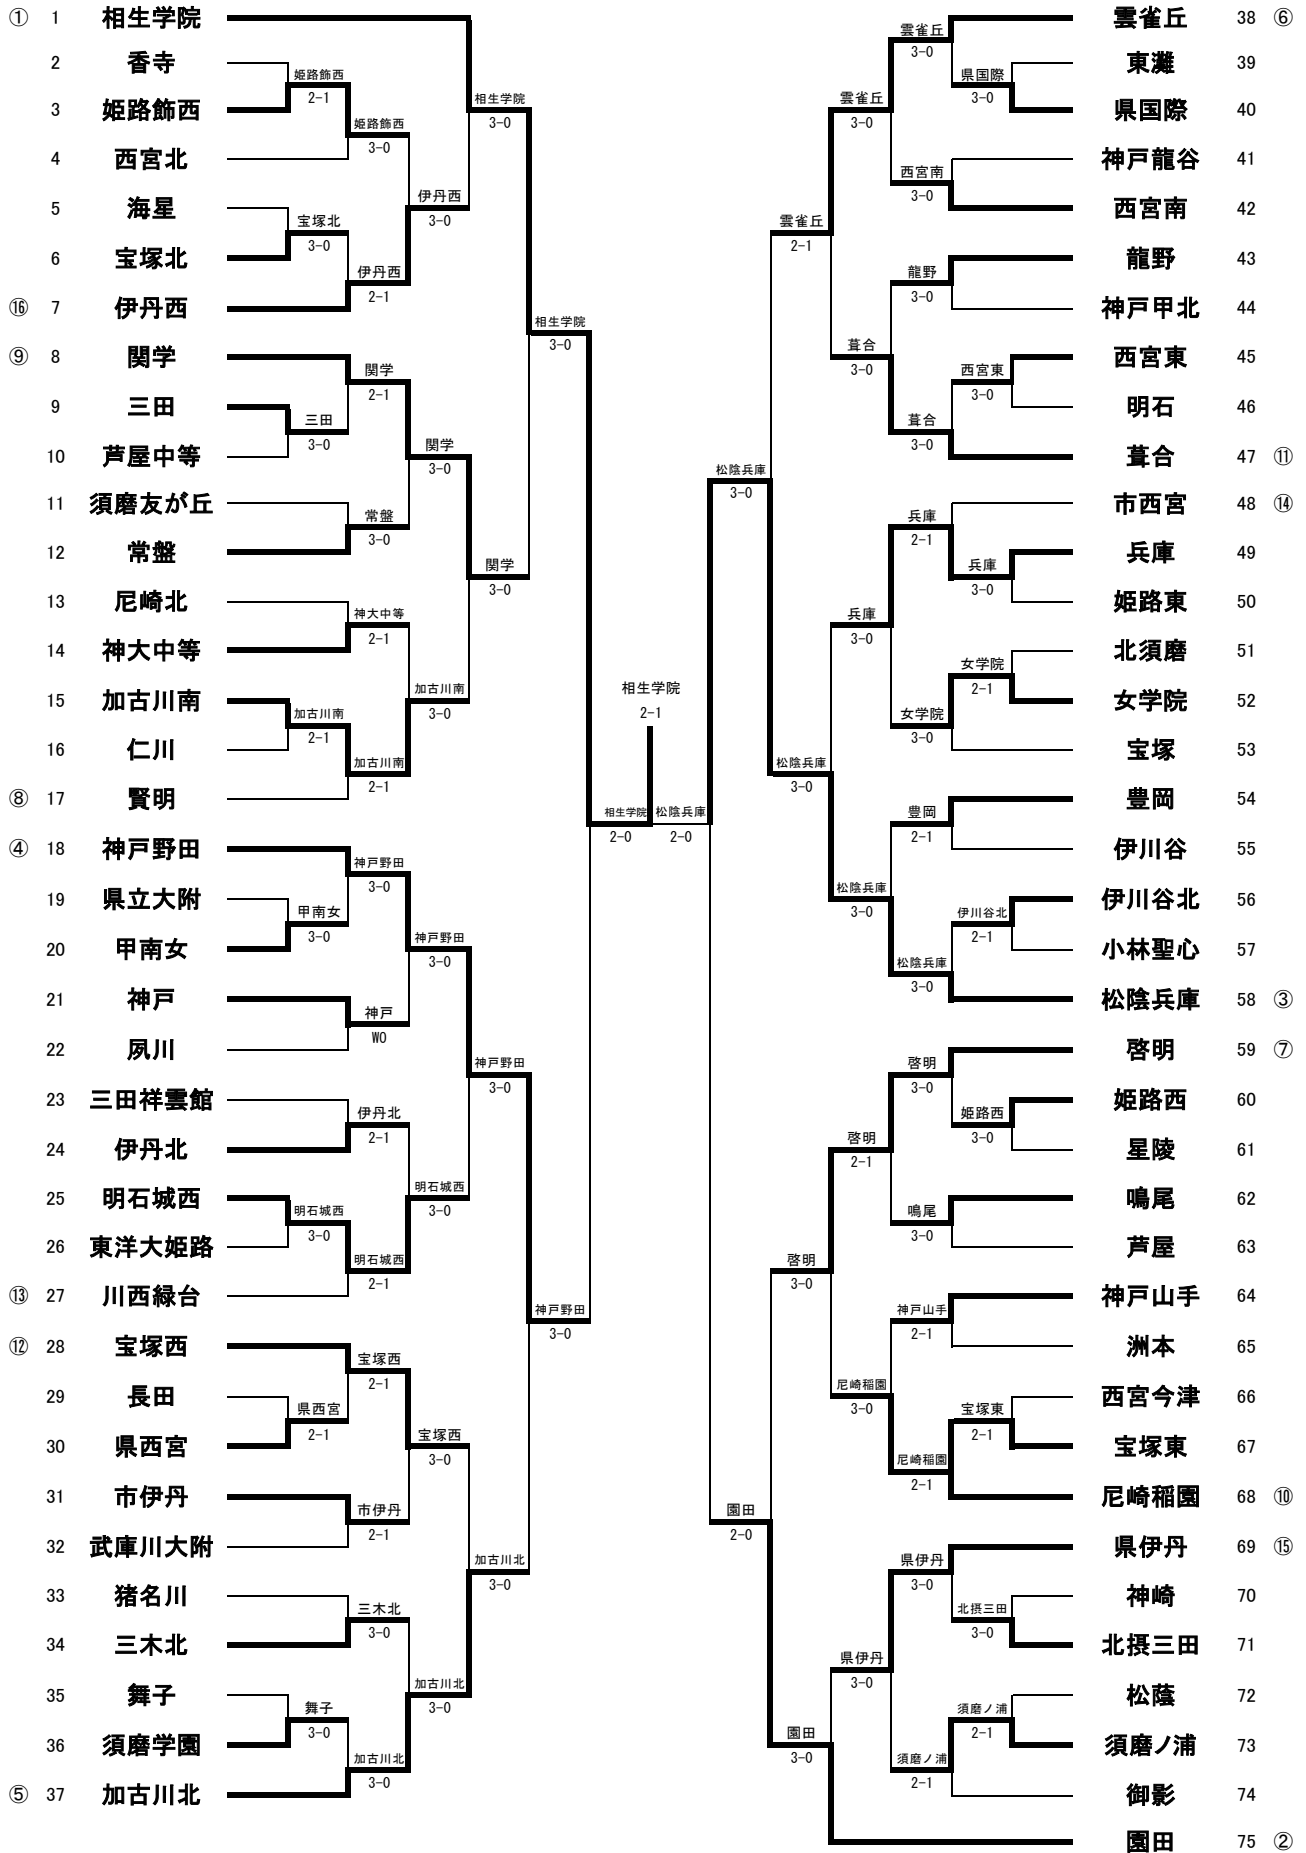 ① 1 相生学院
2 香寺
3 姫路飾西
4 西宮北
5 海星
6 宝塚北
⑯ 7 伊丹西
⑨ 8 関学
9 三田
10 芦屋中等
11 須磨友が丘
12 常盤
13 尼崎北
14 神大中等
15 加古川南
16 仁川
⑧ 17 賢明
④ 18 神戸野田
19 県立大附
20 甲南女
21 神戸
22 夙川
23 三田祥雲館
24 伊丹北
25 明石城西
26 東洋大姫路
⑬ 27 川西緑台
⑫ 28 宝塚西
29 長田
30 県西宮
31 市伊丹
32 武庫川大附
33 猪名川
34 三木北
35 舞子
36 須磨学園
⑤ 37 加古川北
姫路飾西
2-1
宝塚北
3-0
三田
3-0
加古川南
2-1
甲南女
3-0
明石城西
3-0
県西宮
2-1
舞子
3-0
姫路飾西
3-0
伊丹西
2-1
関学
2-1
常盤
3-0
神大中等
2-1
加古川南
2-1
神戸野田
3-0
神戸
WO
伊丹北
2-1
明石城西
2-1
宝塚西
2-1
市伊丹
2-1
三木北
3-0
加古川北
3-0
伊丹西
3-0
関学
3-0
加古川南
3-0
神戸野田
3-0
明石城西
3-0
宝塚西
3-0
加古川北
3-0
相生学院
3-0
関学
3-0
神戸野田
3-0
加古川北
3-0
相生学院
3-0
神戸野田
3-0
相生学院
2-0
相生学院
2-1
松陰兵庫
2-0
松陰兵庫
3-0
園田
2-0
雲雀丘
2-1
松陰兵庫
3-0
啓明
3-0
園田
3-0
雲雀丘
3-0
葺合
3-0
兵庫
3-0
松陰兵庫
3-0
啓明
2-1
尼崎稲園
3-0
県伊丹
3-0
雲雀丘
3-0
西宮南
3-0
龍野
3-0
葺合
3-0
兵庫
2-1
女学院
3-0
豊岡
2-1
松陰兵庫
3-0
啓明
3-0
鳴尾
3-0
神戸山手
2-1
尼崎稲園
2-1
県伊丹
3-0
須磨ノ浦
2-1
県国際
3-0
西宮東
3-0
兵庫
3-0
女学院
2-1
伊川谷北
2-1
姫路西
3-0
宝塚東
2-1
北摂三田
3-0
須磨ノ浦
2-1
雲雀丘 38 ⑥
東灘 39
県国際 40
神戸龍谷 41
西宮南 42
龍野 43
神戸甲北 44
西宮東 45
明石 46
葺合 47 ⑪
市西宮 48 ⑭
兵庫 49
姫路東 50
北須磨 51
女学院 52
宝塚 53
豊岡 54
伊川谷 55
伊川谷北 56
小林聖心 57
松陰兵庫 58 ③
啓明 59 ⑦
姫路西 60
星陵 61
鳴尾 62
芦屋 63
神戸山手 64
洲本 65
西宮今津 66
宝塚東 67
尼崎稲園 68 ⑩
県伊丹 69 ⑮
神崎 70
北摂三田 71
松蔭 72
須磨ノ浦 73
御影 74
園田 75 ②